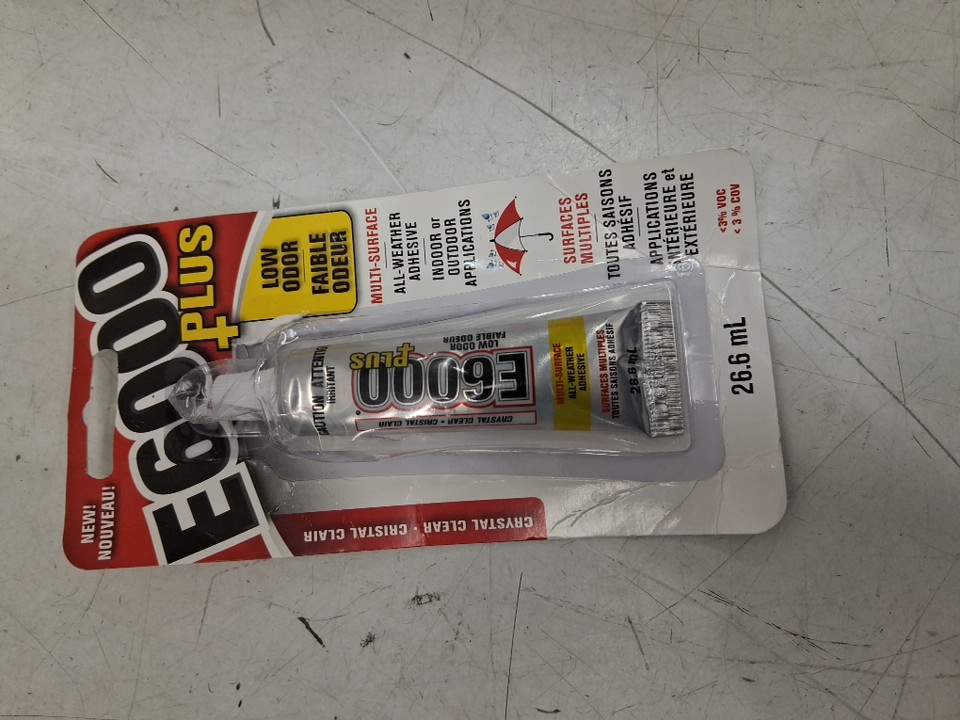 NEW!
NOUVEAU!
E6000
+PLUS
LOW
ODOR
FAIBLE
ODEUR
MULTI-SURFACE
ALL-WEATHER
ADHESIVE
INDOOR or
OUTDOOR
APPLICATIONS
SURFACES
MULTIPLES
TOUTES SAISONS
ADHÉSIF
APPLICATIONS
INTÉRIEURE et
EXTÉRIEURE
<3% VOC
< 3 % COV
CRYSTAL CLEAR • CRISTAL CLAIR
26.6 mL
IRRITANT
CRYSTAL CLEAR • CRISTAL CLAIR
E6000®
+PLUS
LOW ODOR
FAIBLE ODEUR
MULTI-SURFACE
ALL-WEATHER
ADHESIVE
SURFACES MULTIPLES
TOUTES SAISONS ADHÉSIF
26.6 mL